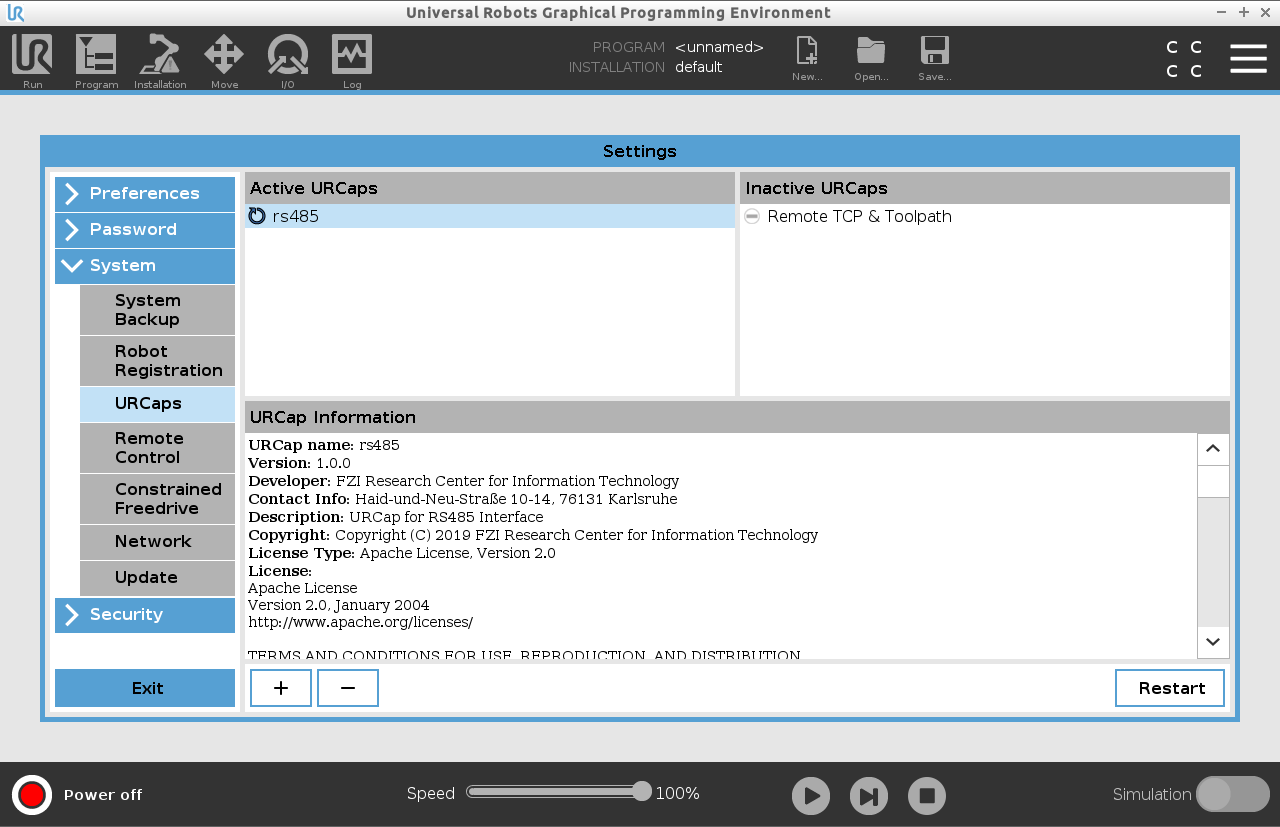 Universal Robots Graphical Programming Environment
Run
Program
Installation
Move
I/O
Log
PROGRAM <unnamed>
INSTALLATION default
New...
Open...
Save...
C C
C C
Settings
Preferences
Password
System
System
Backup
Robot
Registration
URCaps
Remote
Control
Constrained
Freedrive
Network
Update
Security
Exit
Active URCaps
rs485
Inactive URCaps
Remote TCP & Toolpath
URCap Information
URCap name: rs485
Version: 1.0.0
Developer: FZI Research Center for Information Technology
Contact Info: Haid-und-Neu-Straße 10-14, 76131 Karlsruhe
Description: URCap for RS485 Interface
Copyright: Copyright (C) 2019 FZI Research Center for Information Technology
License Type: Apache License, Version 2.0
License:
Apache License
Version 2.0, January 2004
http://www.apache.org/licenses/
TERMS AND CONDITIONS FOR USE, REPRODUCTION, AND DISTRIBUTION
+
−
Restart
Power off
Speed 100%
Simulation